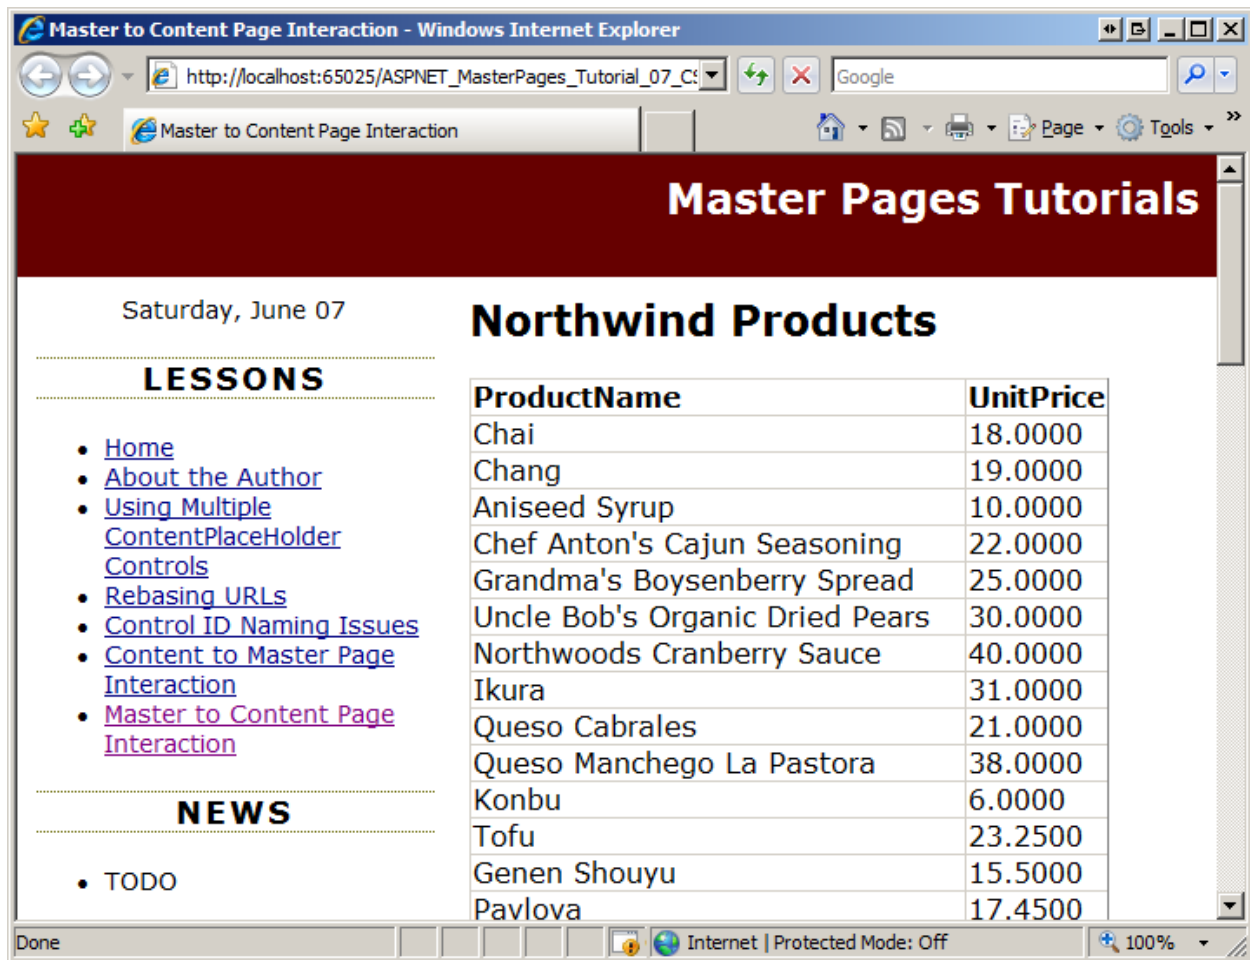 Master to Content Page Interaction - Windows Internet Explorer
http://localhost:65025/ASPNET_MasterPages_Tutorial_07_CS
Google
Master to Content Page Interaction
Page
Tools
»
Master Pages Tutorials
Saturday, June 07
LESSONS
Home
About the Author
Using Multiple
ContentPlaceHolder
Controls
Rebasing URLs
Control ID Naming Issues
Content to Master Page
Interaction
Master to Content Page
Interaction
NEWS
TODO
Northwind Products
ProductName UnitPrice
Chai 18.0000
Chang 19.0000
Aniseed Syrup 10.0000
Chef Anton's Cajun Seasoning 22.0000
Grandma's Boysenberry Spread 25.0000
Uncle Bob's Organic Dried Pears 30.0000
Northwoods Cranberry Sauce 40.0000
Ikura 31.0000
Queso Cabrales 21.0000
Queso Manchego La Pastora 38.0000
Konbu 6.0000
Tofu 23.2500
Genen Shouyu 15.5000
Pavlova 17.4500
Done
Internet | Protected Mode: Off
100%